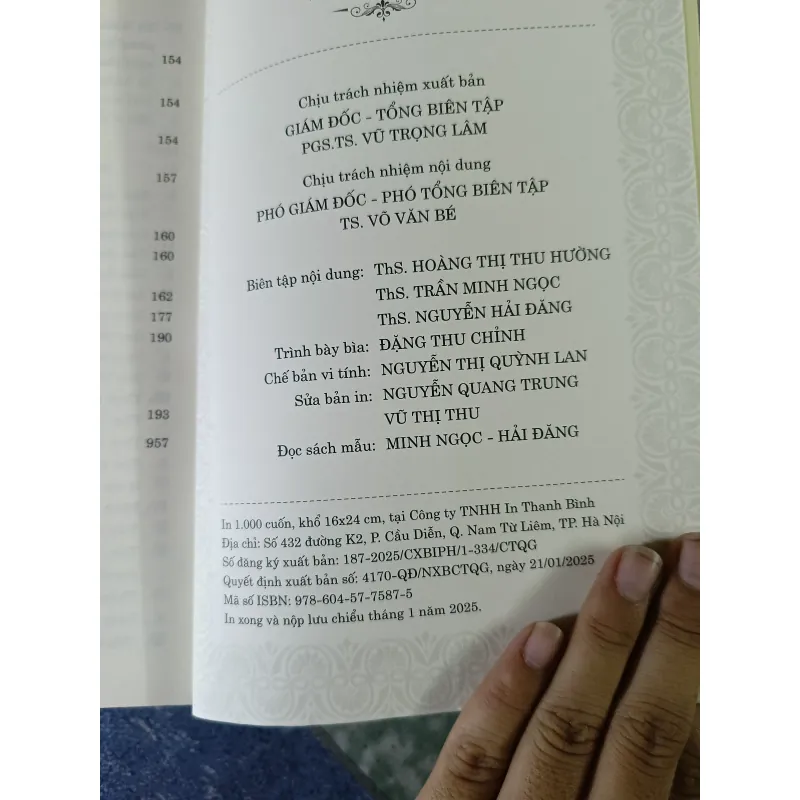 154
154
154
157
160
160
162
177
190
193
957
Chịu trách nhiệm xuất bản
GIÁM ĐỐC - TỔNG BIÊN TẬP
PGS.TS. VŨ TRỌNG LÂM
Chịu trách nhiệm nội dung
PHÓ GIÁM ĐỐC - PHÓ TỔNG BIÊN TẬP
TS. VÕ VĂN BÉ
Biên tập nội dung: ThS. HOÀNG THỊ THU HƯỜNG
ThS. TRẦN MINH NGỌC
ThS. NGUYỄN HẢI ĐĂNG
Trình bày bìa: ĐẶNG THU CHỈNH
Chế bản vi tính: NGUYỄN THỊ QUỲNH LAN
Sửa bản in: NGUYỄN QUANG TRUNG
VŨ THỊ THU
Đọc sách mẫu: MINH NGỌC - HẢI ĐĂNG
In 1.000 cuốn, khổ 16x24 cm, tại Công ty TNHH In Thanh Bình
Địa chỉ: Số 432 đường K2, P. Cầu Diễn, Q. Nam Từ Liêm, TP. Hà Nội
Số đăng ký xuất bản: 187-2025/CXBIPH/1-334/CTQG
Quyết định xuất bản số: 4170-QĐ/NXBCTQG, ngày 21/01/2025
Mã số ISBN: 978-604-57-7587-5
In xong và nộp lưu chiểu tháng 1 năm 2025.